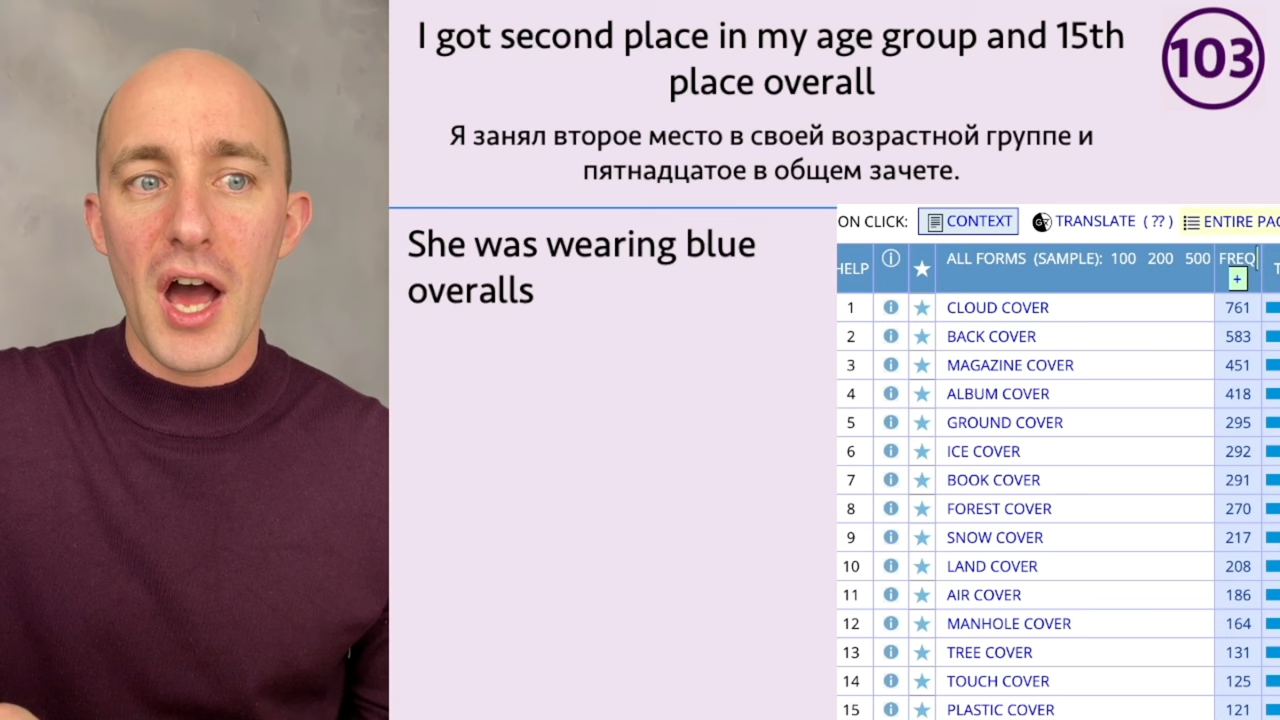 I got second place in my age group and 15th
place overall
103
Я занял второе место в своей возрастной группе и
пятнадцатое в общем зачете.
She was wearing blue
overalls
ON CLICK: CONTEXT TRANSLATE (??) ENTIRE PAG
HELP ALL FORMS (SAMPLE): 100 200 500 FREQ
+
1 CLOUD COVER 761
2 BACK COVER 583
3 MAGAZINE COVER 451
4 ALBUM COVER 418
5 GROUND COVER 295
6 ICE COVER 292
7 BOOK COVER 291
8 FOREST COVER 270
9 SNOW COVER 217
10 LAND COVER 208
11 AIR COVER 186
12 MANHOLE COVER 164
13 TREE COVER 131
14 TOUCH COVER 125
15 PLASTIC COVER 121